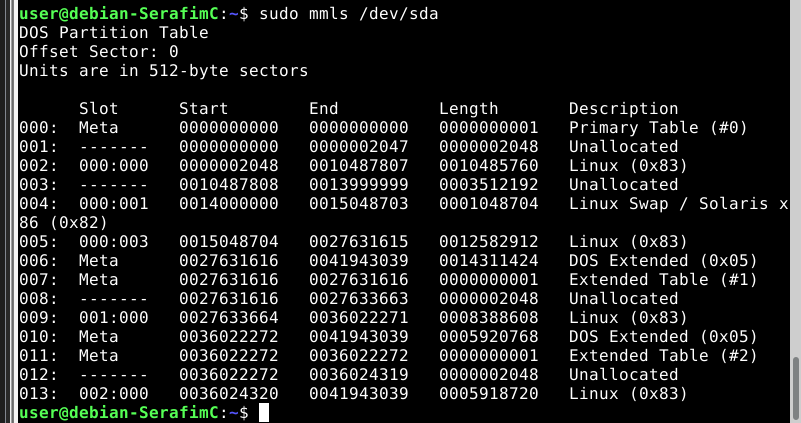 user@debian-SerafimC:~$ sudo mmls /dev/sda
DOS Partition Table
Offset Sector: 0
Units are in 512-byte sectors
Slot Start End Length Description
000: Meta 0000000000 0000000000 0000000001 Primary Table (#0)
001: ------- 0000000000 0000002047 0000002048 Unallocated
002: 000:000 0000002048 0010487807 0010485760 Linux (0x83)
003: ------- 0010487808 0013999999 0003512192 Unallocated
004: 000:001 0014000000 0015048703 0001048704 Linux Swap / Solaris x
86 (0x82)
005: 000:003 0015048704 0027631615 0012582912 Linux (0x83)
006: Meta 0027631616 0041943039 0014311424 DOS Extended (0x05)
007: Meta 0027631616 0027631616 0000000001 Extended Table (#1)
008: ------- 0027631616 0027633663 0000002048 Unallocated
009: 001:000 0027633664 0036022271 0008388608 Linux (0x83)
010: Meta 0036022272 0041943039 0005920768 DOS Extended (0x05)
011: Meta 0036022272 0036022272 0000000001 Extended Table (#2)
012: ------- 0036022272 0036024319 0000002048 Unallocated
013: 002:000 0036024320 0041943039 0005918720 Linux (0x83)
user@debian-SerafimC:~$